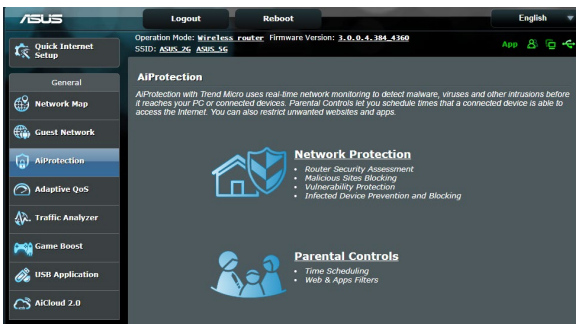 ASUS
Logout
Reboot
English
Quick Internet
Setup
Operation Mode: Wireless router Firmware Version: 3.0.0.4.384_4360
SSID: ASUS_2G ASUS_5G
App
General
Network Map
Guest Network
AiProtection
Adaptive QoS
Traffic Analyzer
Game Boost
USB Application
AiCloud 2.0
AiProtection
AiProtection with Trend Micro uses real-time network monitoring to detect malware, viruses and other intrusions before
it reaches your PC or connected devices. Parental Controls let you schedule times that a connected device is able to
access the Internet. You can also restrict unwanted websites and apps.
Network Protection
• Router Security Assessment
• Malicious Sites Blocking
• Vulnerability Protection
• Infected Device Prevention and Blocking
Parental Controls
• Time Scheduling
• Web & Apps Filters